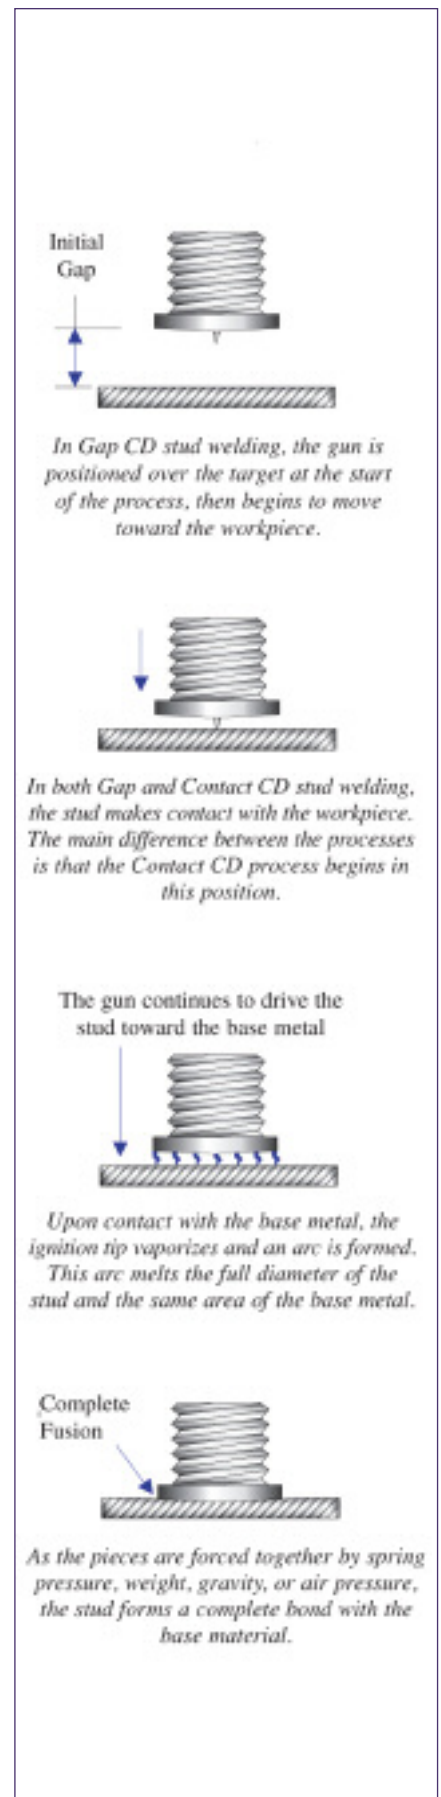 Initial
Gap
In Gap CD stud welding, the gun is
positioned over the target at the start
of the process, then begins to move
toward the workpiece.
In both Gap and Contact CD stud welding,
the stud makes contact with the workpiece.
The main difference between the processes
is that the Contact CD process begins in
this position.
The gun continues to drive the
stud toward the base metal
Upon contact with the base metal, the
ignition tip vaporizes and an arc is formed.
This arc melts the full diameter of the
stud and the same area of the base metal.
Complete
Fusion
As the pieces are forced together by spring
pressure, weight, gravity, or air pressure,
the stud forms a complete bond with the
base material.